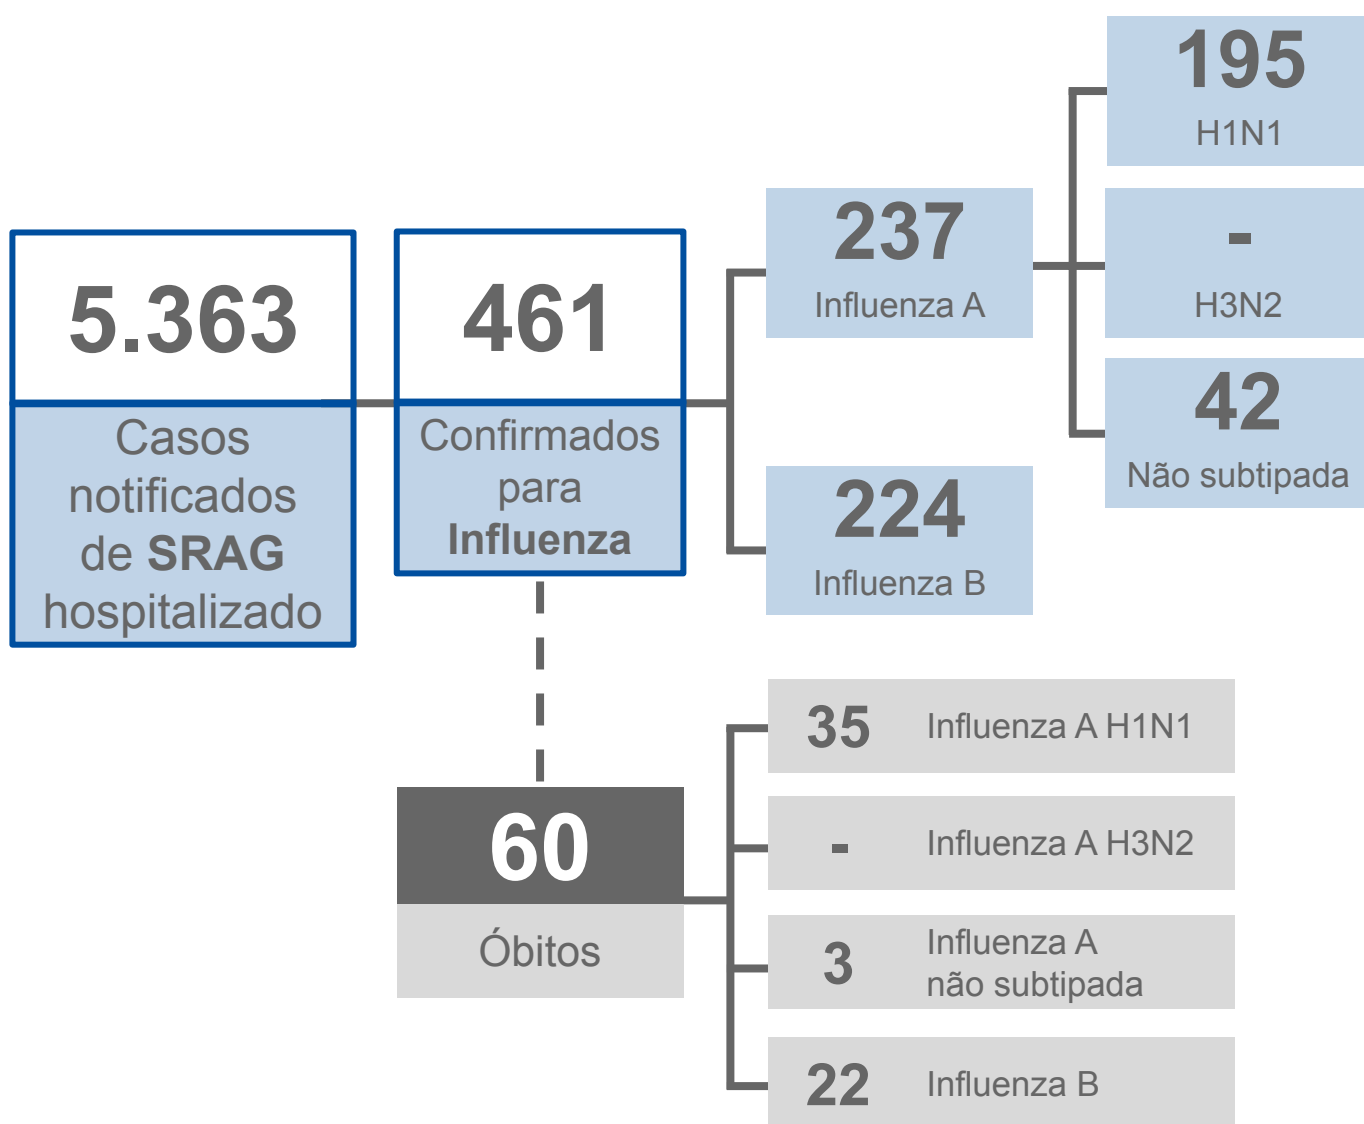 5.363
Casos
notificados
de SRAG
hospitalizado
461
Confirmados
para
Influenza
237
Influenza A
224
Influenza B
195
H1N1
-
H3N2
42
Não subtipada
60
Óbitos
35 Influenza A H1N1
- Influenza A H3N2
3 Influenza A
não subtipada
22 Influenza B